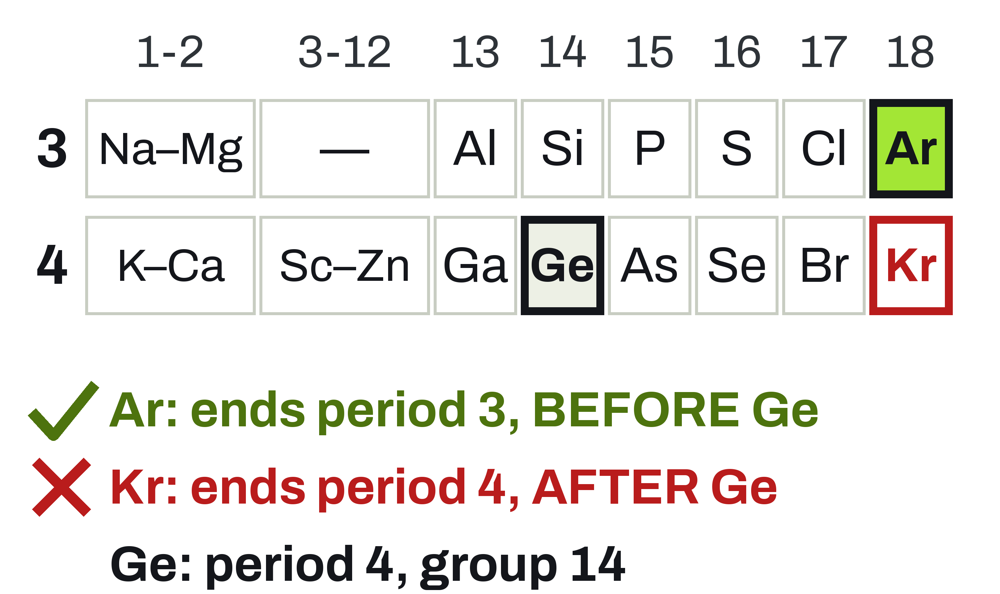 1-2 3-12 13 14 15 16 17 18
3 Na–Mg — Al Si P S Cl Ar
4 K–Ca Sc–Zn Ga Ge As Se Br Kr
Ar: ends period 3, BEFORE Ge
Kr: ends period 4, AFTER Ge
Ge: period 4, group 14